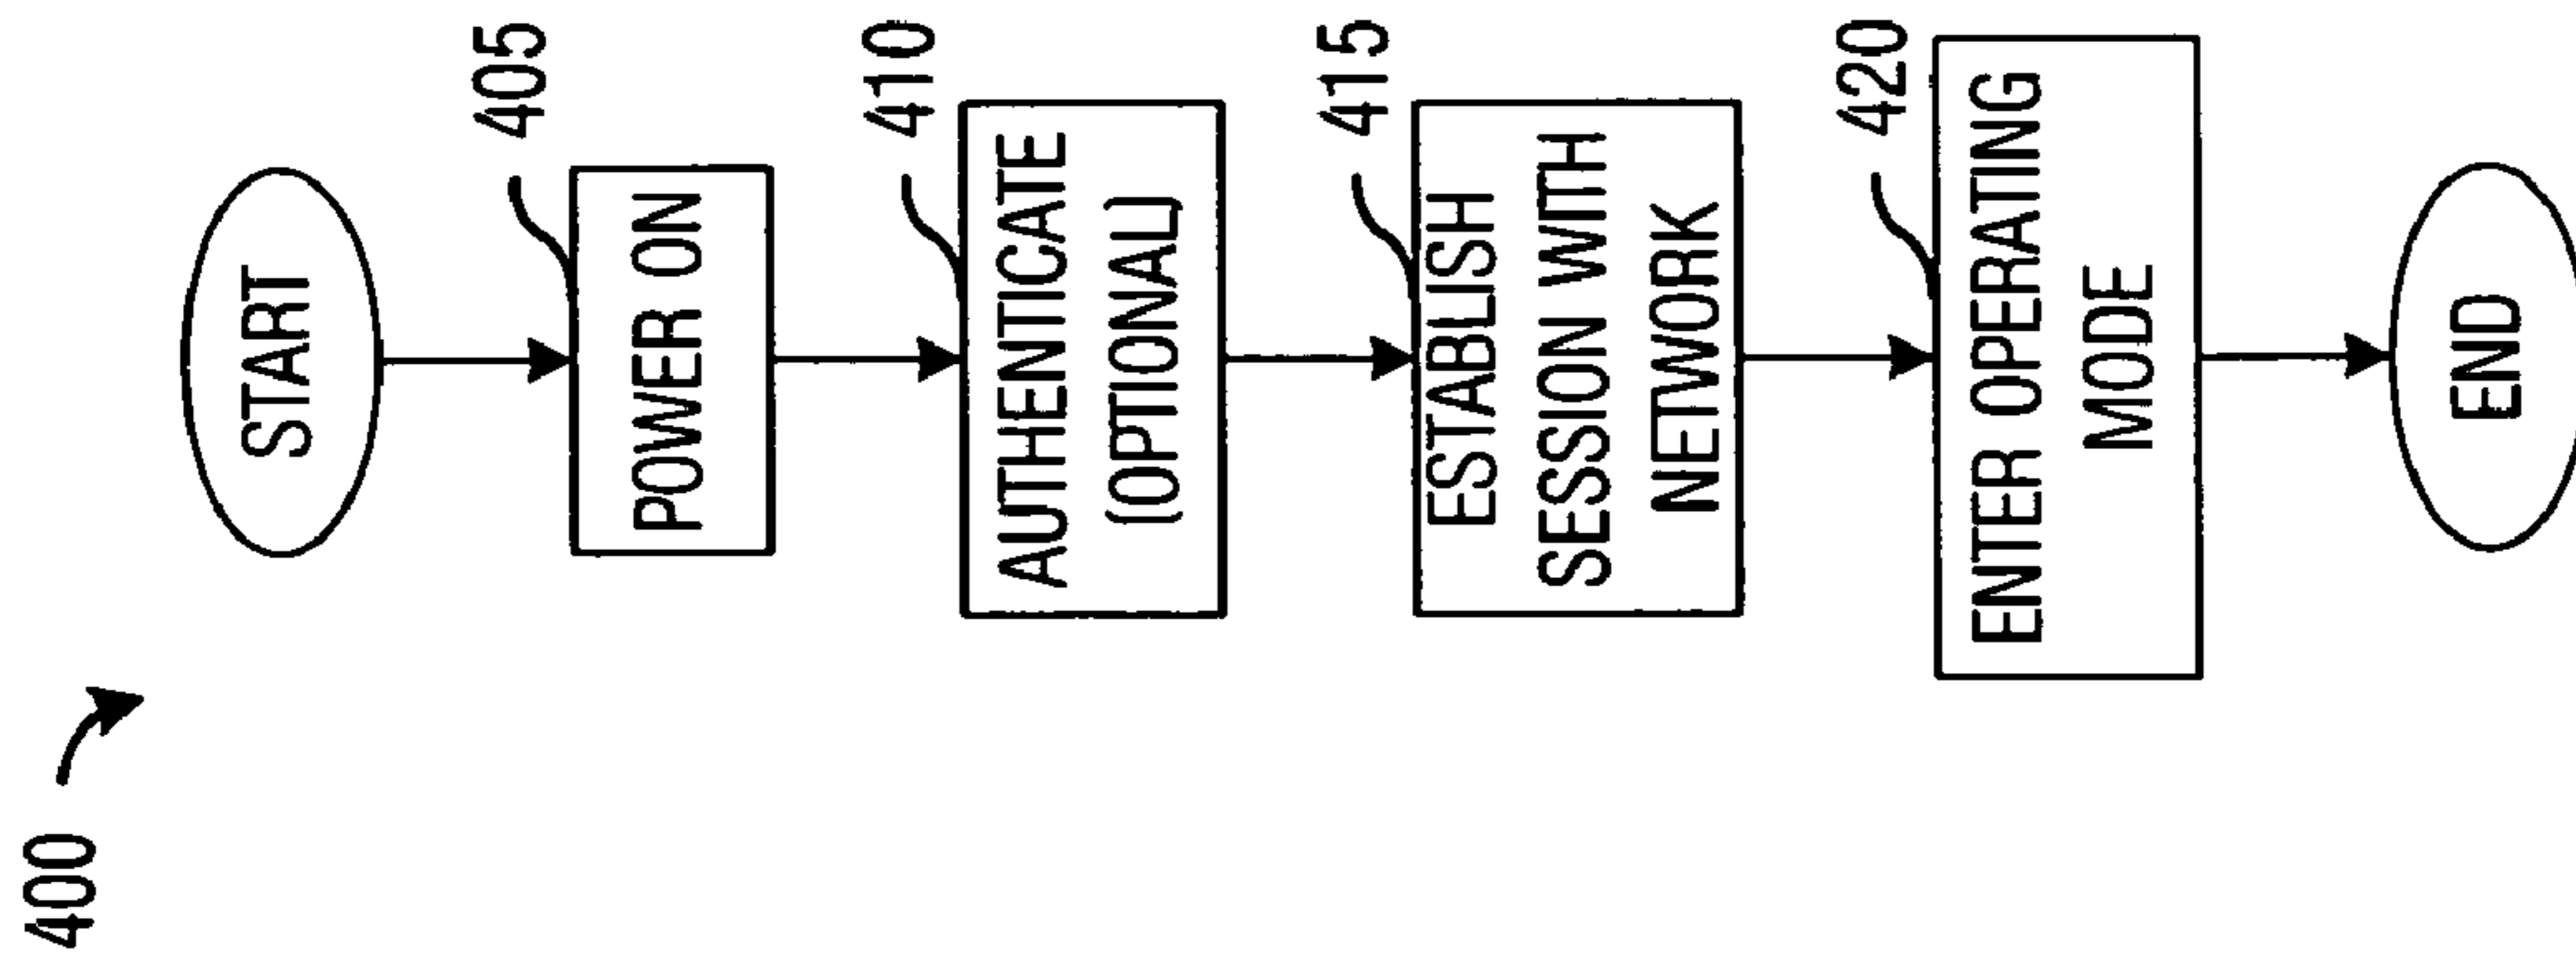 400
START
405
POWER ON
410
AUTHENTICATE
(OPTIONAL)
415
ESTABLISH
SESSION WITH
NETWORK
420
ENTER OPERATING
MODE
END